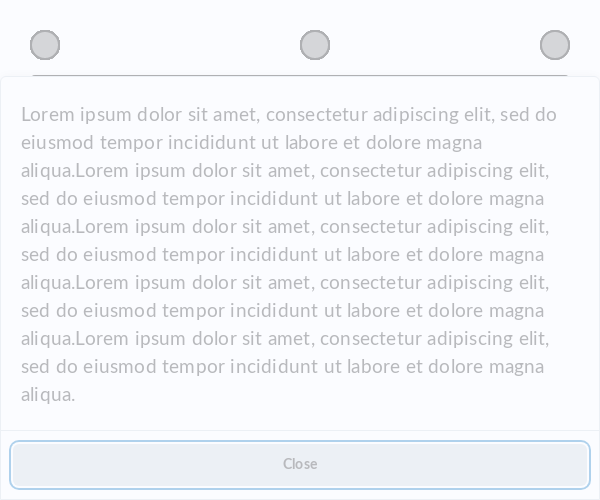 Lorem ipsum dolor sit amet, consectetur adipiscing elit, sed do
eiusmod tempor incididunt ut labore et dolore magna
aliqua.Lorem ipsum dolor sit amet, consectetur adipiscing elit,
sed do eiusmod tempor incididunt ut labore et dolore magna
aliqua.Lorem ipsum dolor sit amet, consectetur adipiscing elit,
sed do eiusmod tempor incididunt ut labore et dolore magna
aliqua.Lorem ipsum dolor sit amet, consectetur adipiscing elit,
sed do eiusmod tempor incididunt ut labore et dolore magna
aliqua.Lorem ipsum dolor sit amet, consectetur adipiscing elit,
sed do eiusmod tempor incididunt ut labore et dolore magna
aliqua.
Close